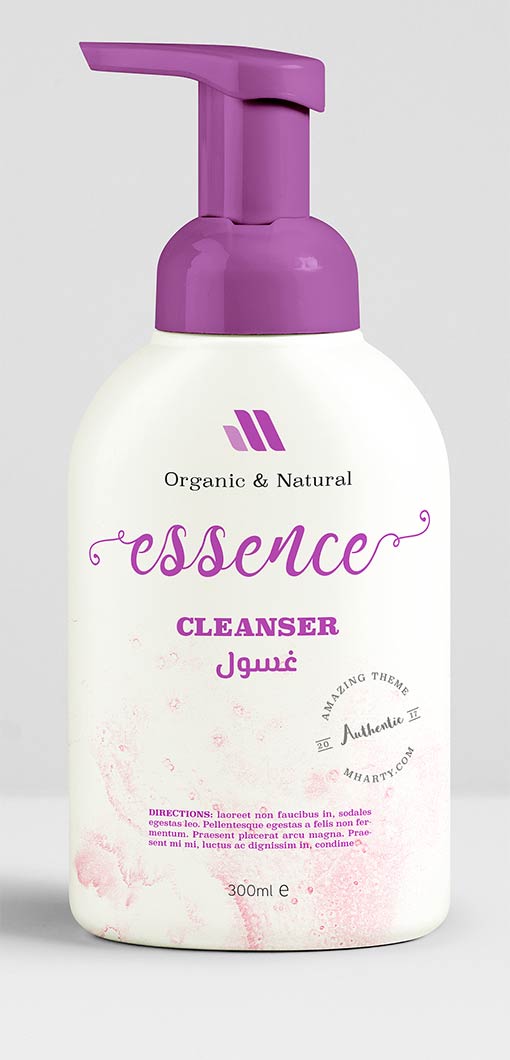 Organic & Natural
essence
CLEANSER
غسول
AMAZING THEME
20 Authentic 17
MHARTY.COM
DIRECTIONS: laoreet non faucibus in, sodales
egestas leo. Pellentesque egestas a felis non fer-
mentum. Praesent placerat arcu magna. Prae-
sent mi mi, luctus ac dignissim in, condime
300ml e